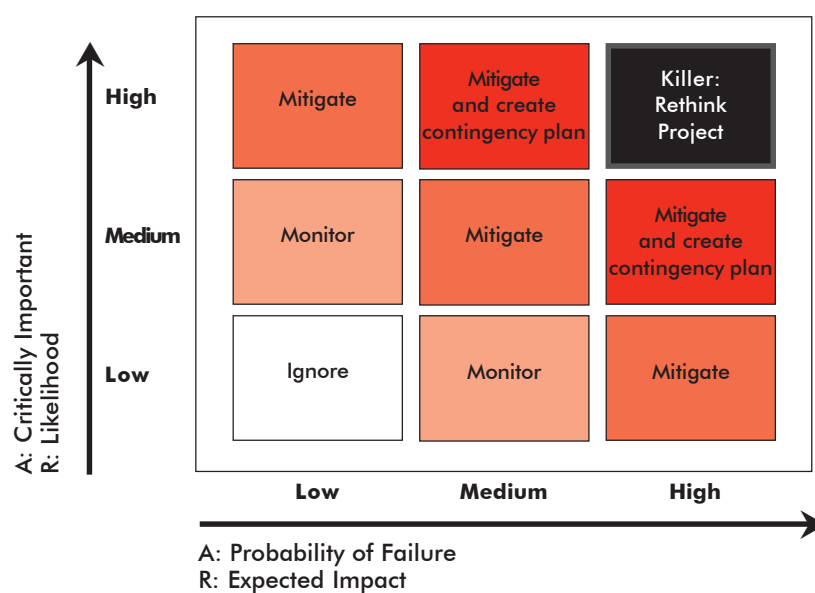 High
Mitigate
Mitigate
and create
contingency plan
Killer:
Rethink
Project
Medium
Monitor
Mitigate
Mitigate
and create
contingency plan
Low
Ignore
Monitor
Mitigate
A: Critically Important
R: Likelihood
Low
Medium
High
A: Probability of Failure
R: Expected Impact